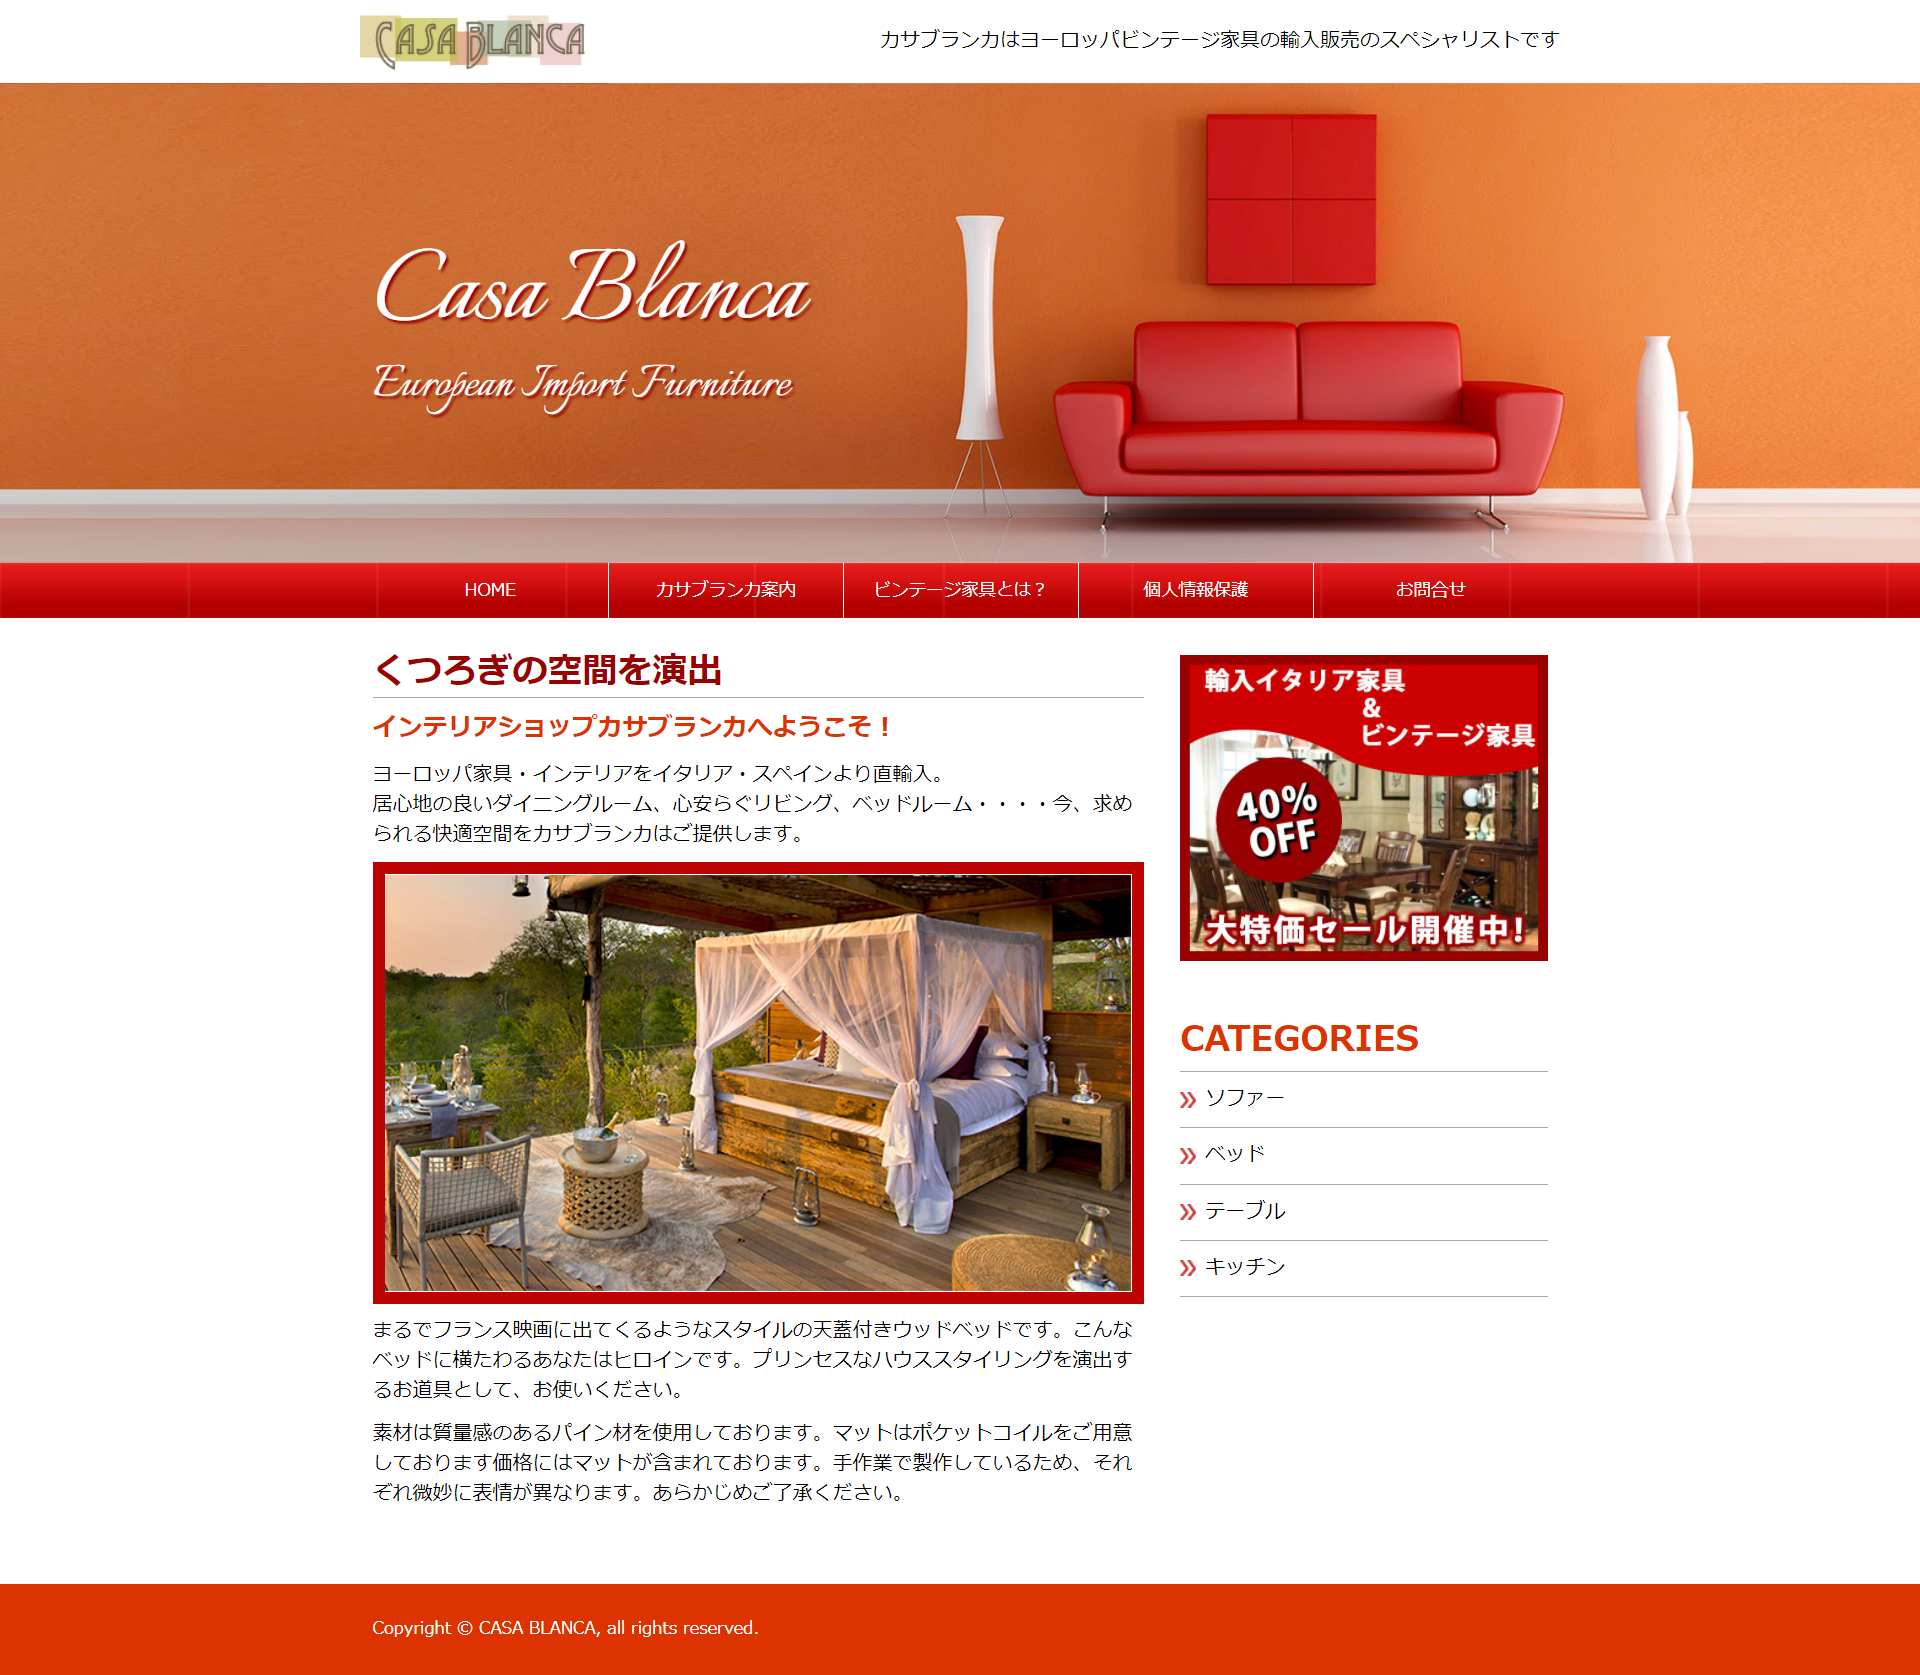 CASA BLANCA
カサブランカはヨーロッパビンテージ家具の輸入販売のスペシャリストです
Casa Blanca
European Import Furniture
HOME
カサブランカ案内
ビンテージ家具とは？
個人情報保護
お問合せ
くつろぎの空間を演出
インテリアショップカサブランカへようこそ！
ヨーロッパ家具・インテリアをイタリア・スペインより直輸入。
居心地の良いダイニングルーム、心安らぐリビング、ベッドルーム・・・・今、求め
られる快適空間をカサブランカはご提供します。
まるでフランス映画に出てくるようなスタイルの天蓋付きウッドベッドです。こんな
ベッドに横たわるあなたはヒロインです。プリンセスなハウススタイリングを演出す
るお道具として、お使いください。
素材は質量感のあるパイン材を使用しております。マットはポケットコイルをご用意
しております価格にはマットが含まれております。手作業で製作しているため、それ
ぞれ微妙に表情が異なります。あらかじめご了承ください。
輸入イタリア家具
&
ビンテージ家具
40%
OFF
大特価セール開催中!
CATEGORIES
ソファー
ベッド
テーブル
キッチン
Copyright © CASA BLANCA, all rights reserved.